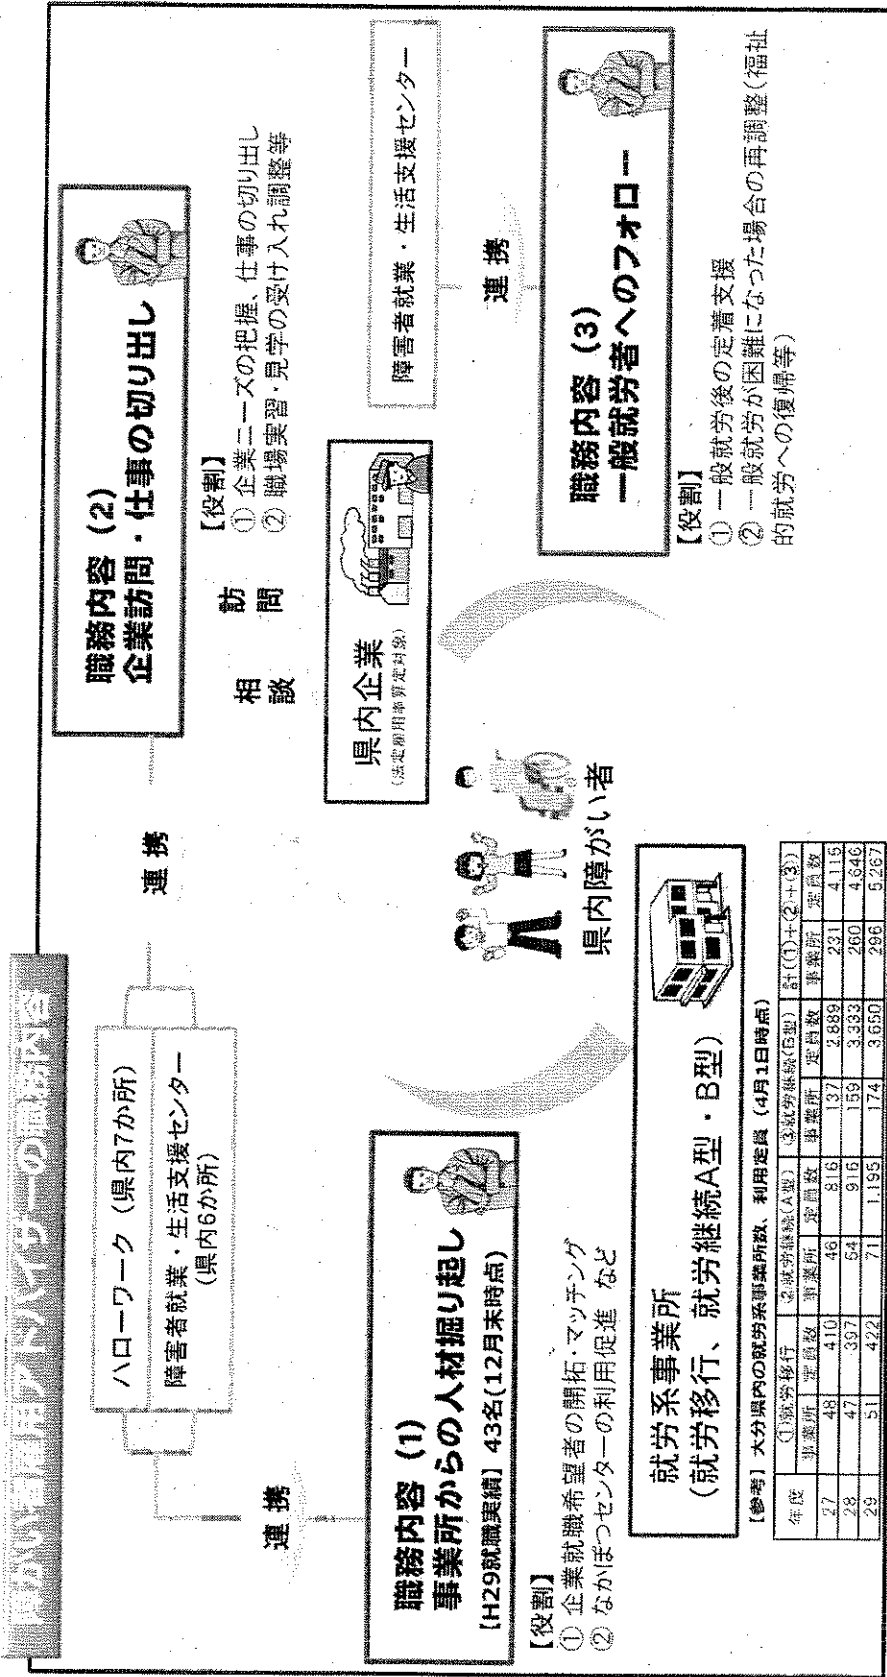 障がい者雇用アドバイザーの職務内容
ハローワーク（県内7か所）
障害者就業・生活支援センター
（県内6か所）
連携
連携
職務内容（1）
事業所からの人材掘り起し
【H29就職実績】43名(12月末時点)
【役割】
① 企業就職希望者の開拓・マッチング
② なかぽつセンターの利用促進 など
職務内容（2）
企業訪問・仕事の切り出し
【役割】
① 企業ニーズの把握、仕事の切り出し
② 職場実習・見学の受け入れ調整等
相談
訪問
県内企業
（法定雇用率算定対象）
県内障がい者
障害者就業・生活支援センター
連携
職務内容（3）
一般就労者へのフォロー
【役割】
① 一般就労後の定着支援
② 一般就労が困難になった場合の再調整（福祉
的就労への復帰等）
就労系事業所
（就労移行、就労継続A型・B型）
【参考】大分県内の就労系事業所数、利用定員（4月1日時点）
年度 ①就労移行 ②就労継続(A型) ③就労継続(B型) 計(①+②+③)
事業所 定員数 事業所 定員数 事業所 定員数 事業所 定員数
27 48 410 46 816 137 2,889 231 4,115
28 47 397 54 916 159 3,333 260 4,646
29 51 422 71 1,195 174 3,650 296 5,267